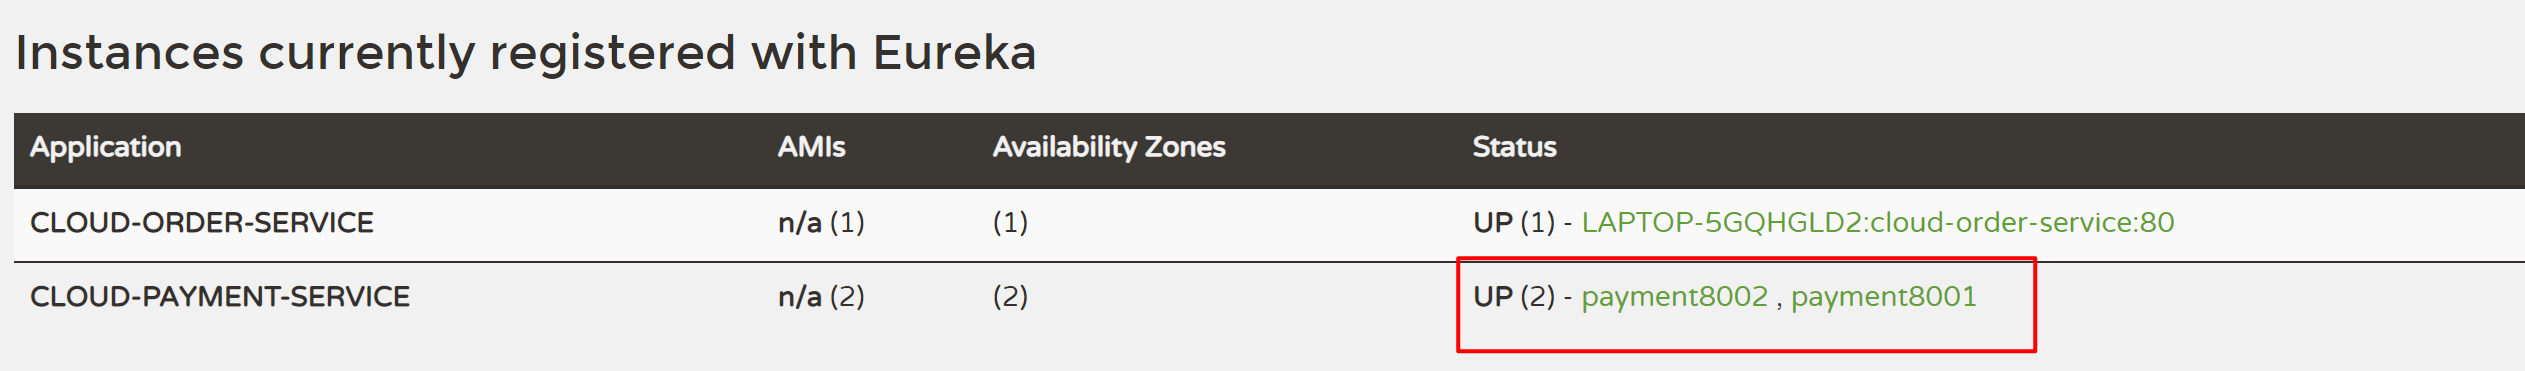 Instances currently registered with Eureka
Application AMIs Availability Zones Status
CLOUD-ORDER-SERVICE n/a (1) (1) UP (1) - LAPTOP-5GQHGLD2:cloud-order-service:80
CLOUD-PAYMENT-SERVICE n/a (2) (2) UP (2) - payment8002 , payment8001